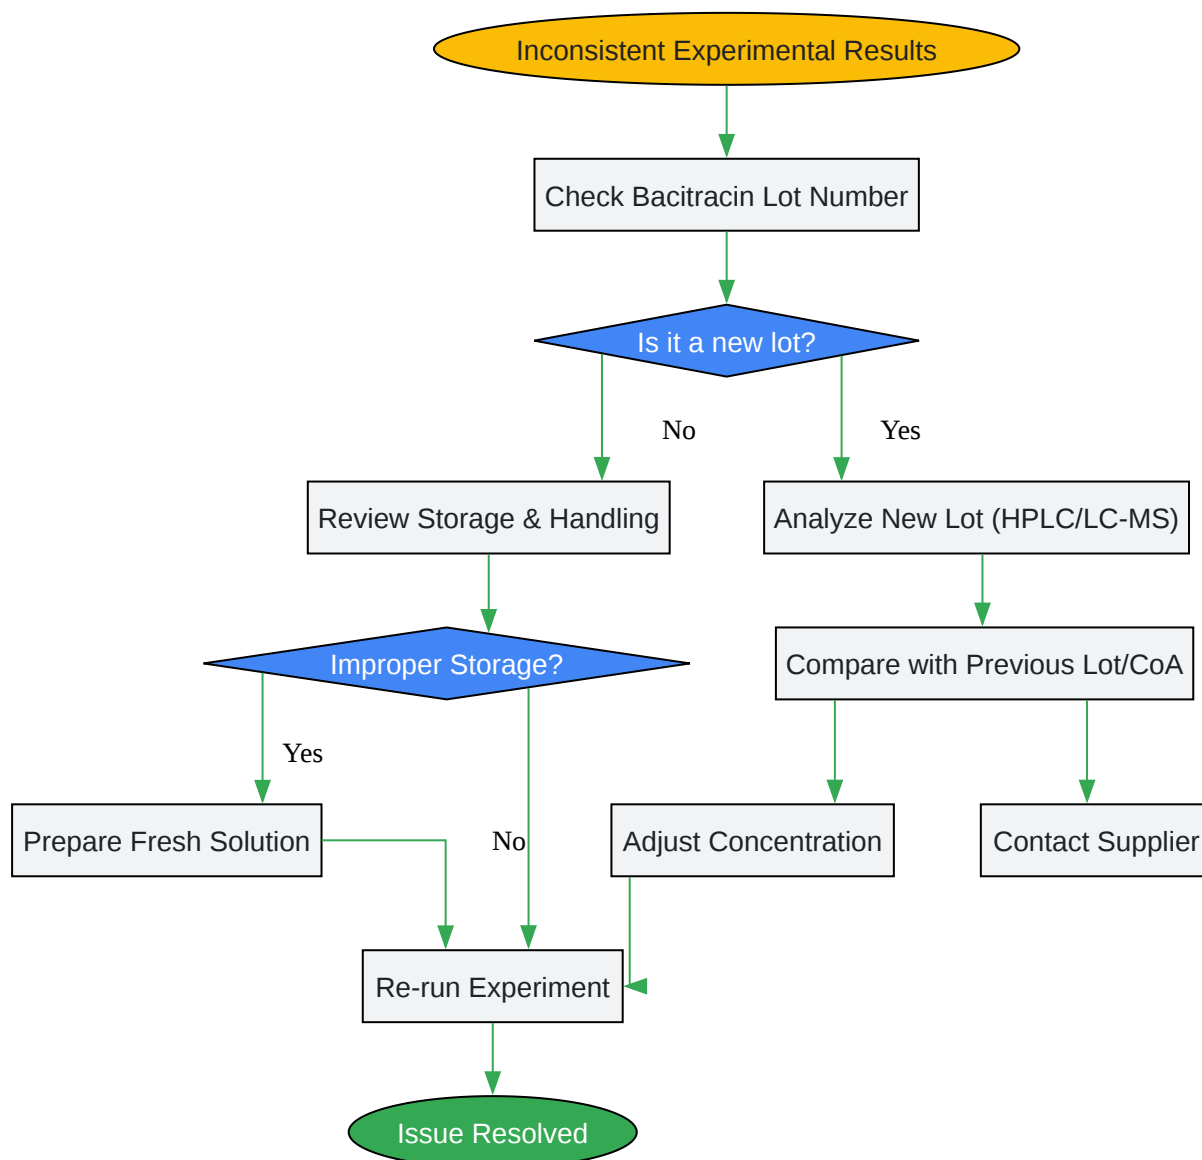 Inconsistent Experimental Results
Check Bacitracin Lot Number
Is it a new lot?
No
Yes
Review Storage & Handling
Analyze New Lot (HPLC/LC-MS)
Improper Storage?
Compare with Previous Lot/CoA
Yes
Prepare Fresh Solution
No
Adjust Concentration
Contact Supplier
Re-run Experiment
Issue Resolved